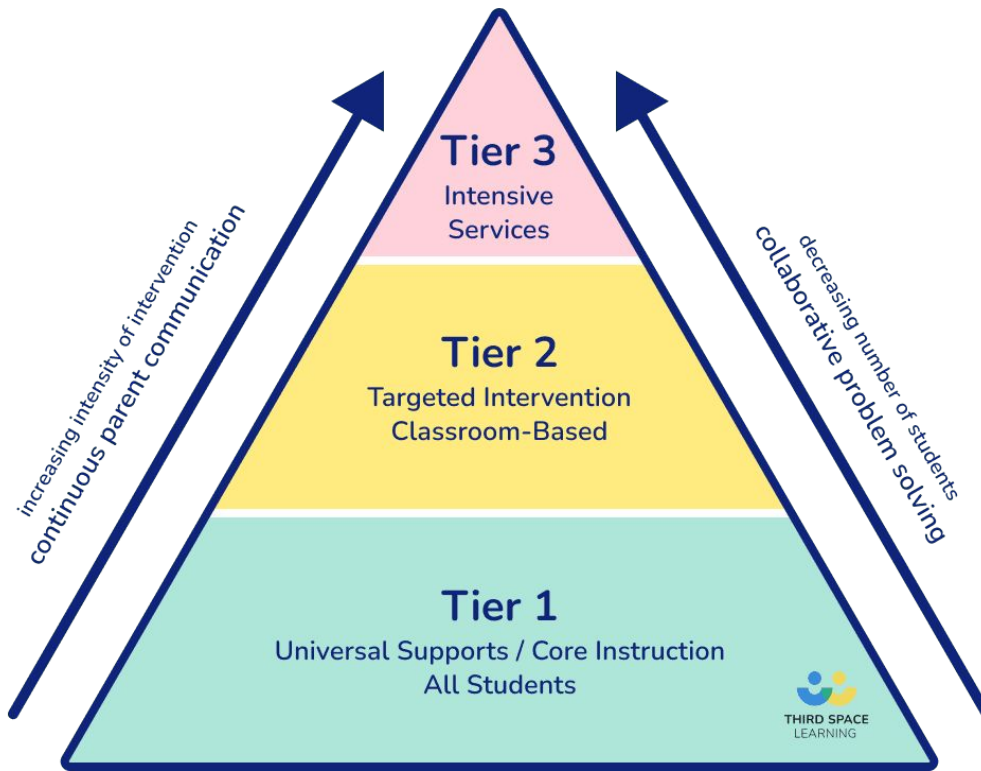 Tier 3
Intensive
Services
increasing intensity of intervention
continuous parent communication
decreasing number of students
collaborative problem solving
Tier 2
Targeted Intervention
Classroom-Based
Tier 1
Universal Supports / Core Instruction
All Students
THIRD SPACE
LEARNING